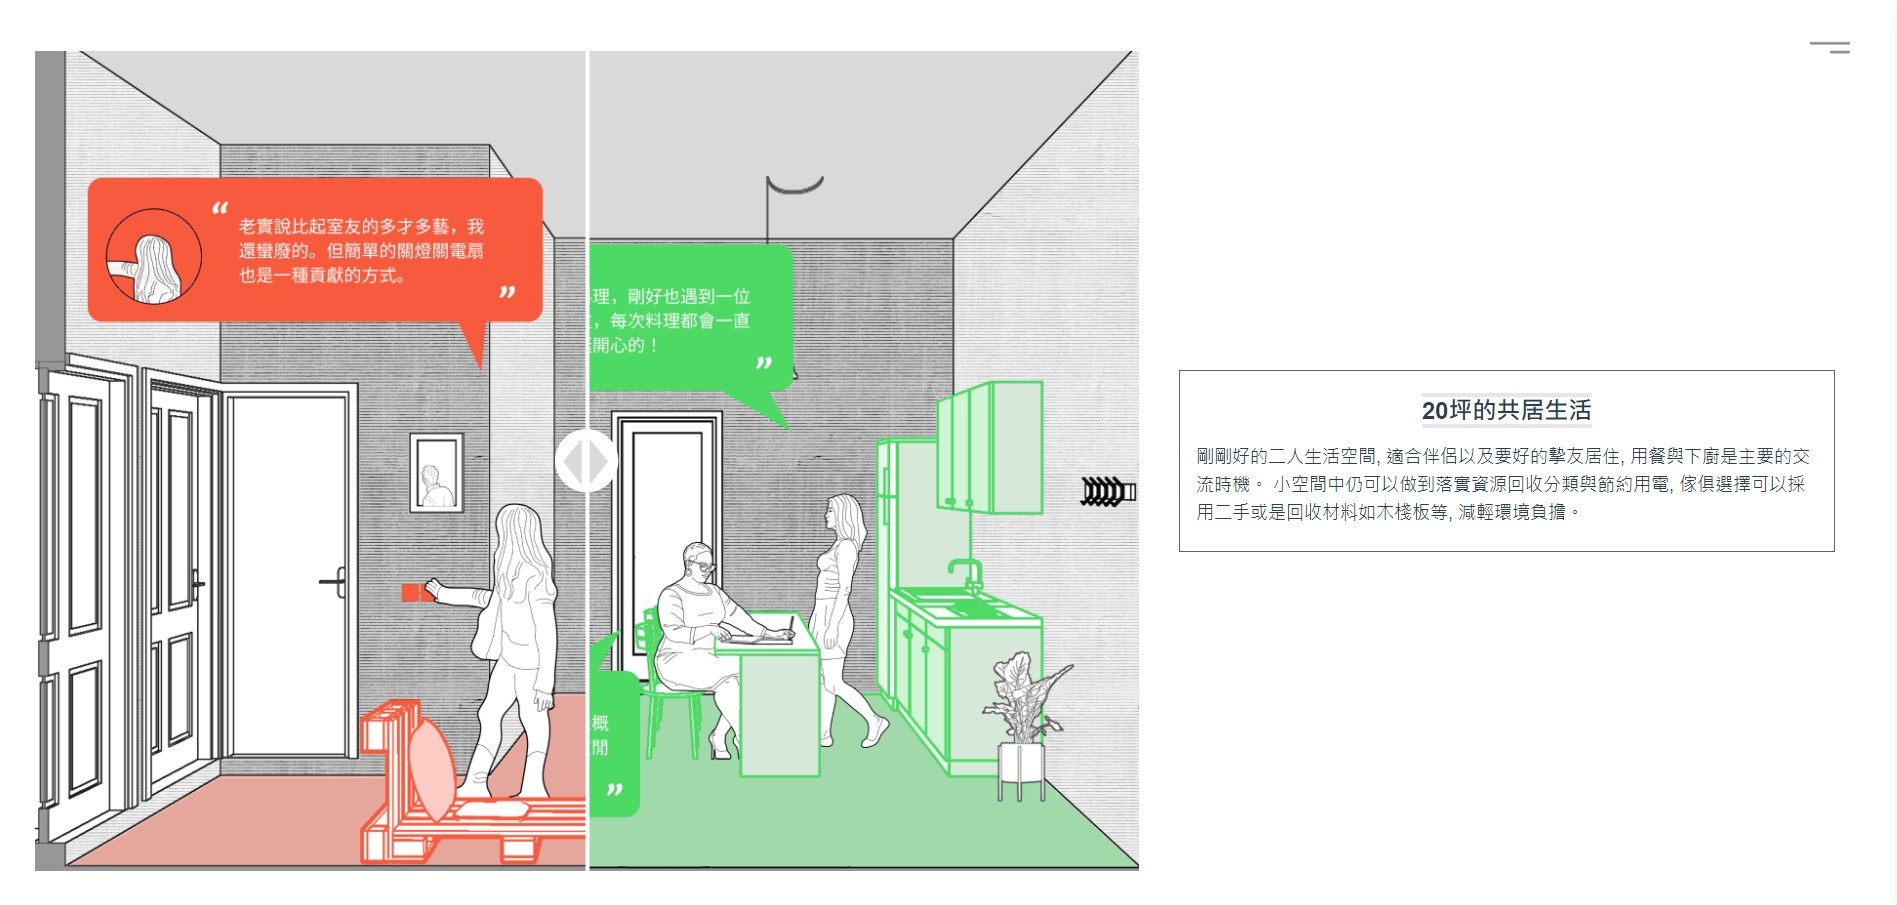 “
老實說比起室友的多才多藝，我
還蠻廢的。但簡單的關燈關電扇
也是一種貢獻的方式。
”
理，剛好也遇到一位
，每次料理都會一直
開心的！
”
概
閒
”
20坪的共居生活
剛剛好的二人生活空間, 適合伴侶以及要好的摯友居住, 用餐與下廚是主要的交
流時機。 小空間中仍可以做到落實資源回收分類與節約用電, 傢俱選擇可以採
用二手或是回收材料如木棧板等, 減輕環境負擔。